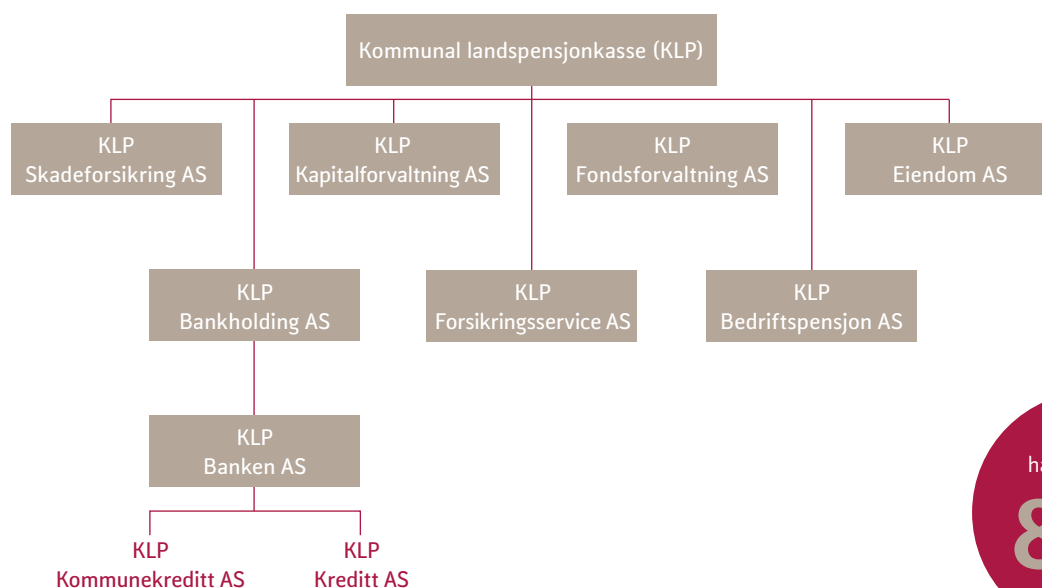 Kommunal landspensjonkasse (KLP)
KLP
Skadeforsikring AS
KLP
Kapitalforvaltning AS
KLP
Fondsforvaltning AS
KLP
Eiendom AS
KLP
Bankholding AS
KLP
Forsikringsservice AS
KLP
Bedriftspensjon AS
KLP
Banken AS
KLP
Kommunekreditt AS
KLP
Kreditt AS